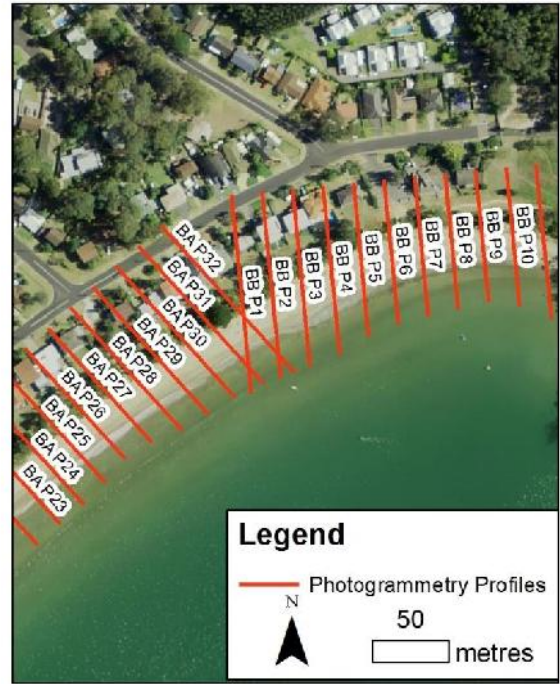 BA P32
BA P31
BA P30
BA P29
BA P28
BA P27
BA P26
BA P25
BA P24
BA P23
BB P1
BB P2
BB P3
BB P4
BB P5
BB P6
BB P7
BB P8
BB P9
BB P10
Legend
Photogrammetry Profiles
N
50
metres